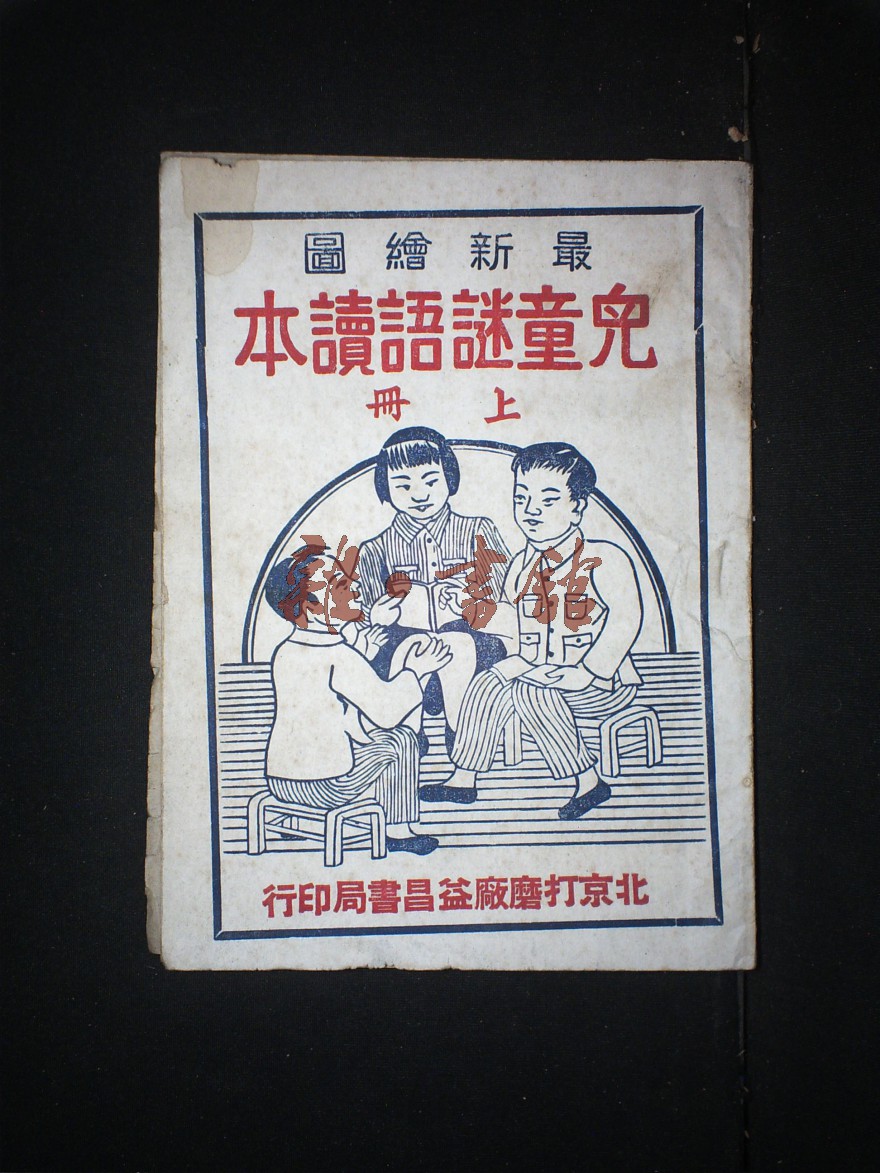 最新繪圖
兒童謎語讀本
上冊
雜·書館
北京打磨廠益昌書局印行